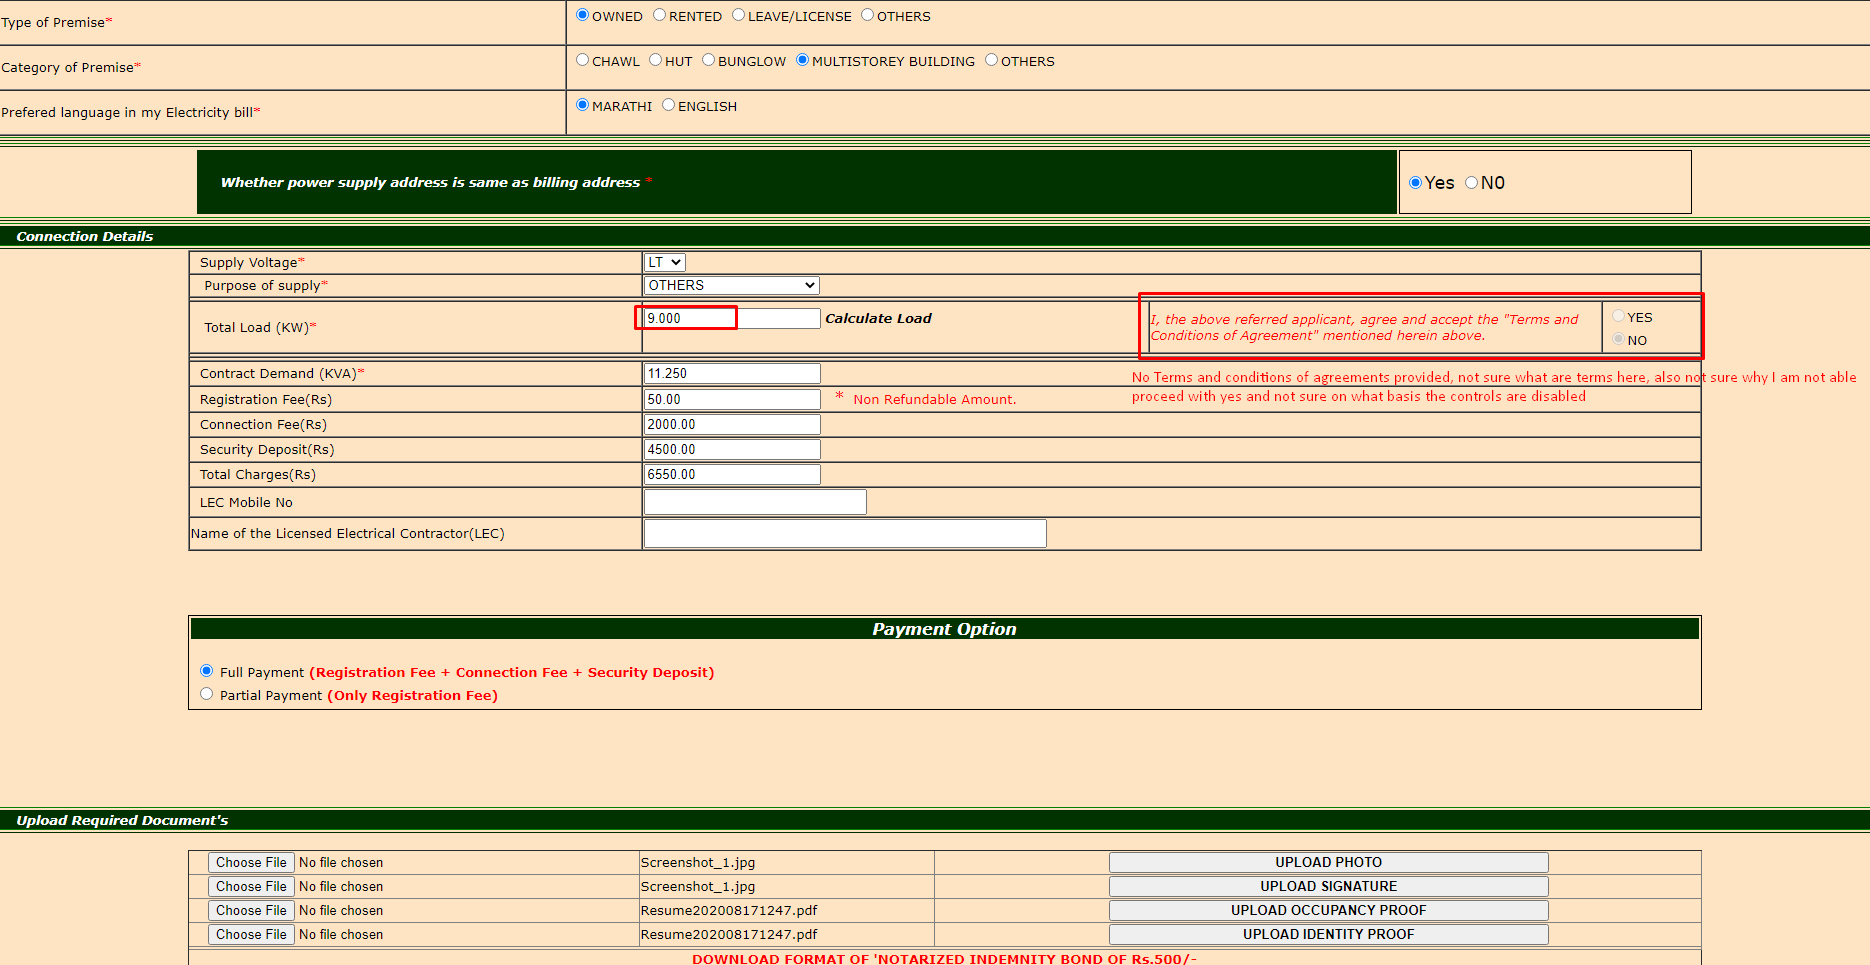 Type of Premise* OWNED RENTED LEAVE/LICENSE OTHERS
Category of Premise* CHAWL HUT BUNGLOW MULTISTOREY BUILDING OTHERS
Prefered language in my Electricity bill* MARATHI ENGLISH
Whether power supply address is same as billing address * Yes N0
Connection Details
Supply Voltage* LT
Purpose of supply* OTHERS
Total Load (KW)* 9.000 Calculate Load
I, the above referred applicant, agree and accept the "Terms and
Conditions of Agreement" mentioned herein above.
YES
NO
Contract Demand (KVA)* 11.250
No Terms and conditions of agreements provided, not sure what are terms here, also not sure why I am not able
proceed with yes and not sure on what basis the controls are disabled
Registration Fee(Rs) 50.00 * Non Refundable Amount.
Connection Fee(Rs) 2000.00
Security Deposit(Rs) 4500.00
Total Charges(Rs) 6550.00
LEC Mobile No
Name of the Licensed Electrical Contractor(LEC)
Payment Option
Full Payment (Registration Fee + Connection Fee + Security Deposit)
Partial Payment (Only Registration Fee)
Upload Required Document's
Choose File No file chosen Screenshot_1.jpg UPLOAD PHOTO
Choose File No file chosen Screenshot_1.jpg UPLOAD SIGNATURE
Choose File No file chosen Resume202008171247.pdf UPLOAD OCCUPANCY PROOF
Choose File No file chosen Resume202008171247.pdf UPLOAD IDENTITY PROOF
DOWNLOAD FORMAT OF 'NOTARIZED INDEMNITY BOND OF Rs.500/-